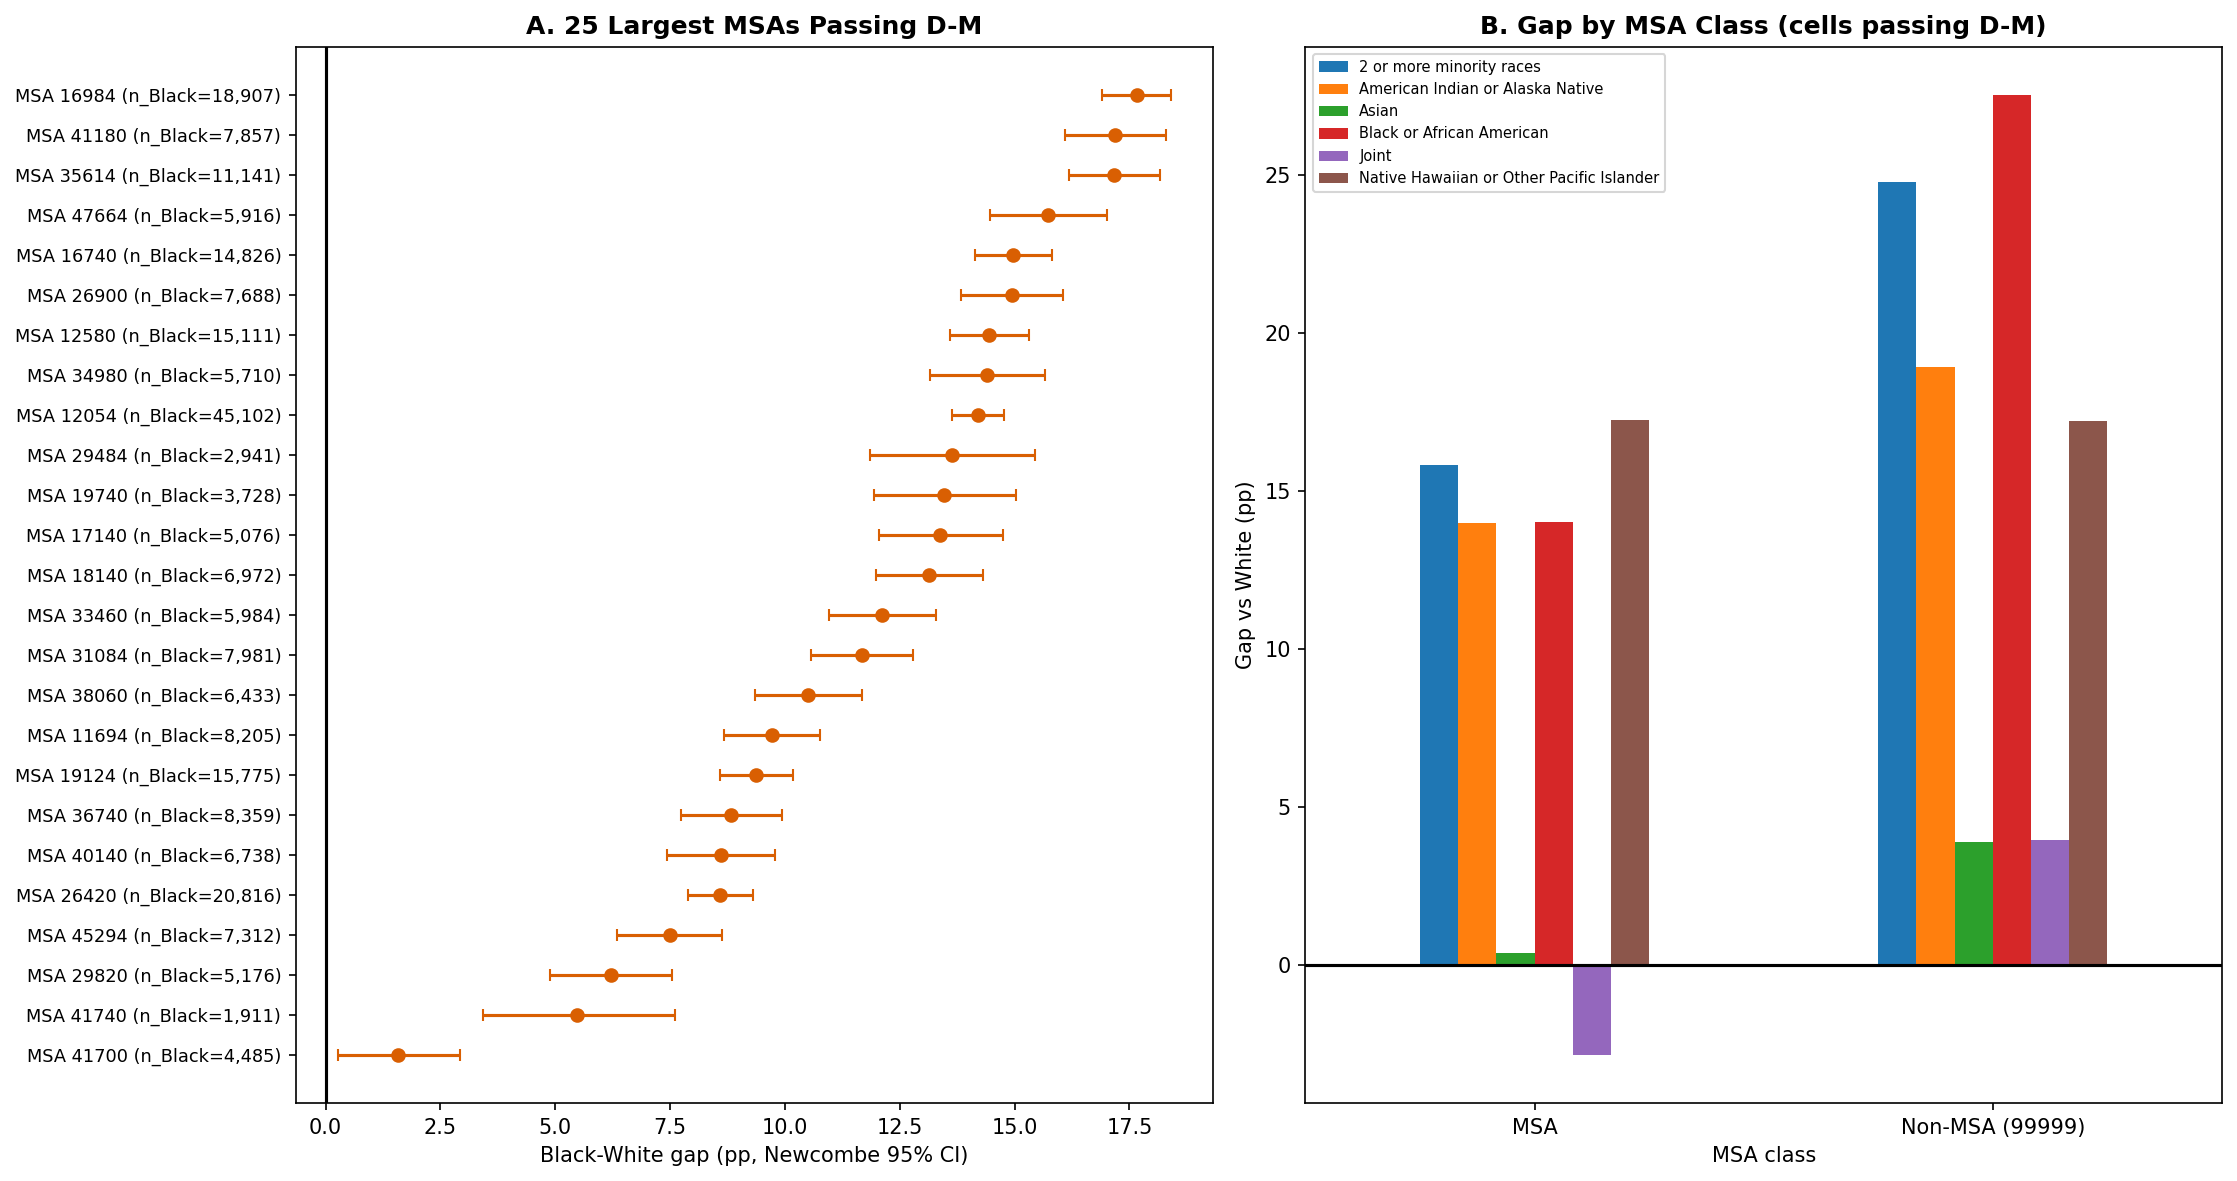 A. 25 Largest MSAs Passing D-M
MSA 16984 (n_Black=18,907)
MSA 41180 (n_Black=7,857)
MSA 35614 (n_Black=11,141)
MSA 47664 (n_Black=5,916)
MSA 16740 (n_Black=14,826)
MSA 26900 (n_Black=7,688)
MSA 12580 (n_Black=15,111)
MSA 34980 (n_Black=5,710)
MSA 12054 (n_Black=45,102)
MSA 29484 (n_Black=2,941)
MSA 19740 (n_Black=3,728)
MSA 17140 (n_Black=5,076)
MSA 18140 (n_Black=6,972)
MSA 33460 (n_Black=5,984)
MSA 31084 (n_Black=7,981)
MSA 38060 (n_Black=6,433)
MSA 11694 (n_Black=8,205)
MSA 19124 (n_Black=15,775)
MSA 36740 (n_Black=8,359)
MSA 40140 (n_Black=6,738)
MSA 26420 (n_Black=20,816)
MSA 45294 (n_Black=7,312)
MSA 29820 (n_Black=5,176)
MSA 41740 (n_Black=1,911)
MSA 41700 (n_Black=4,485)
0.0 2.5 5.0 7.5 10.0 12.5 15.0 17.5
Black-White gap (pp, Newcombe 95% CI)
B. Gap by MSA Class (cells passing D-M)
2 or more minority races
American Indian or Alaska Native
Asian
Black or African American
Joint
Native Hawaiian or Other Pacific Islander
Gap vs White (pp)
25
20
15
10
5
0
MSA Non-MSA (99999)
MSA class